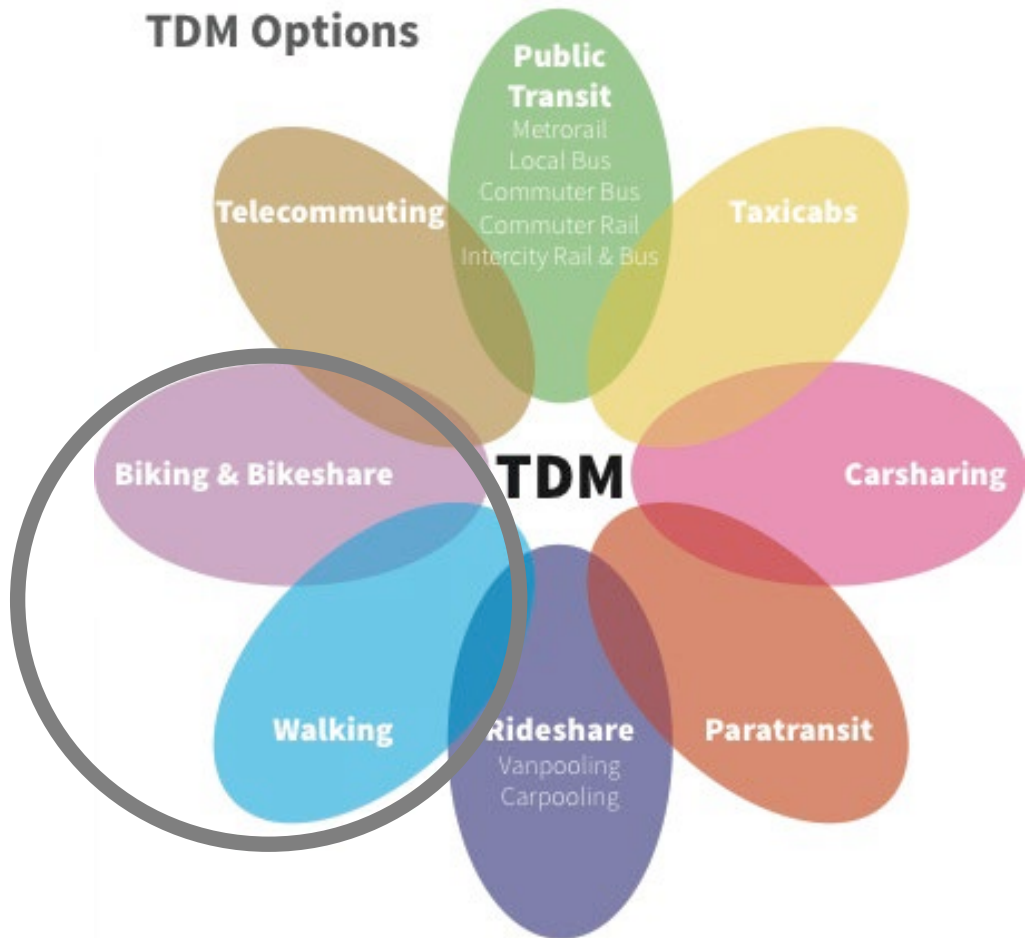 TDM Options
Public
Transit
Metrorail
Local Bus
Commuter Bus
Commuter Rail
Intercity Rail & Bus
Telecommuting
Taxicabs
Biking & Bikeshare
TDM
Carsharing
Walking
Rideshare
Vanpooling
Carpooling
Paratransit